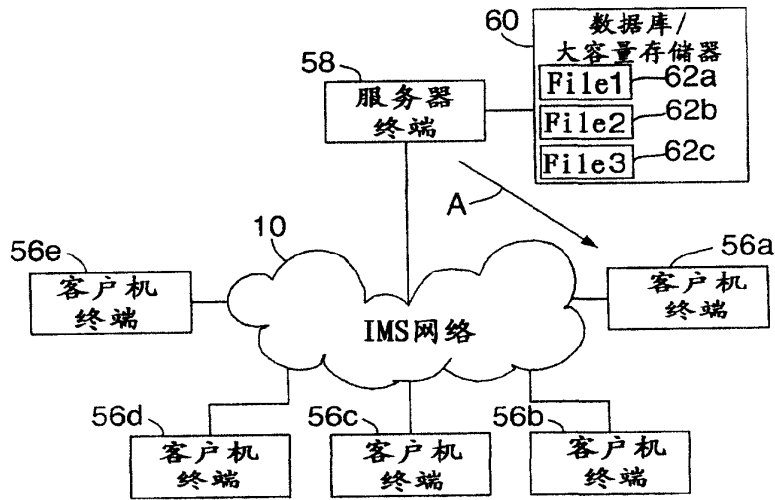 60
数据库/
大容量存储器
File1
62a
File2
62b
File3
62c
58
服务器
终端
A
10
IMS网络
56e
客户机
终端
56a
客户机
终端
56d
客户机
终端
56c
客户机
终端
56b
客户机
终端